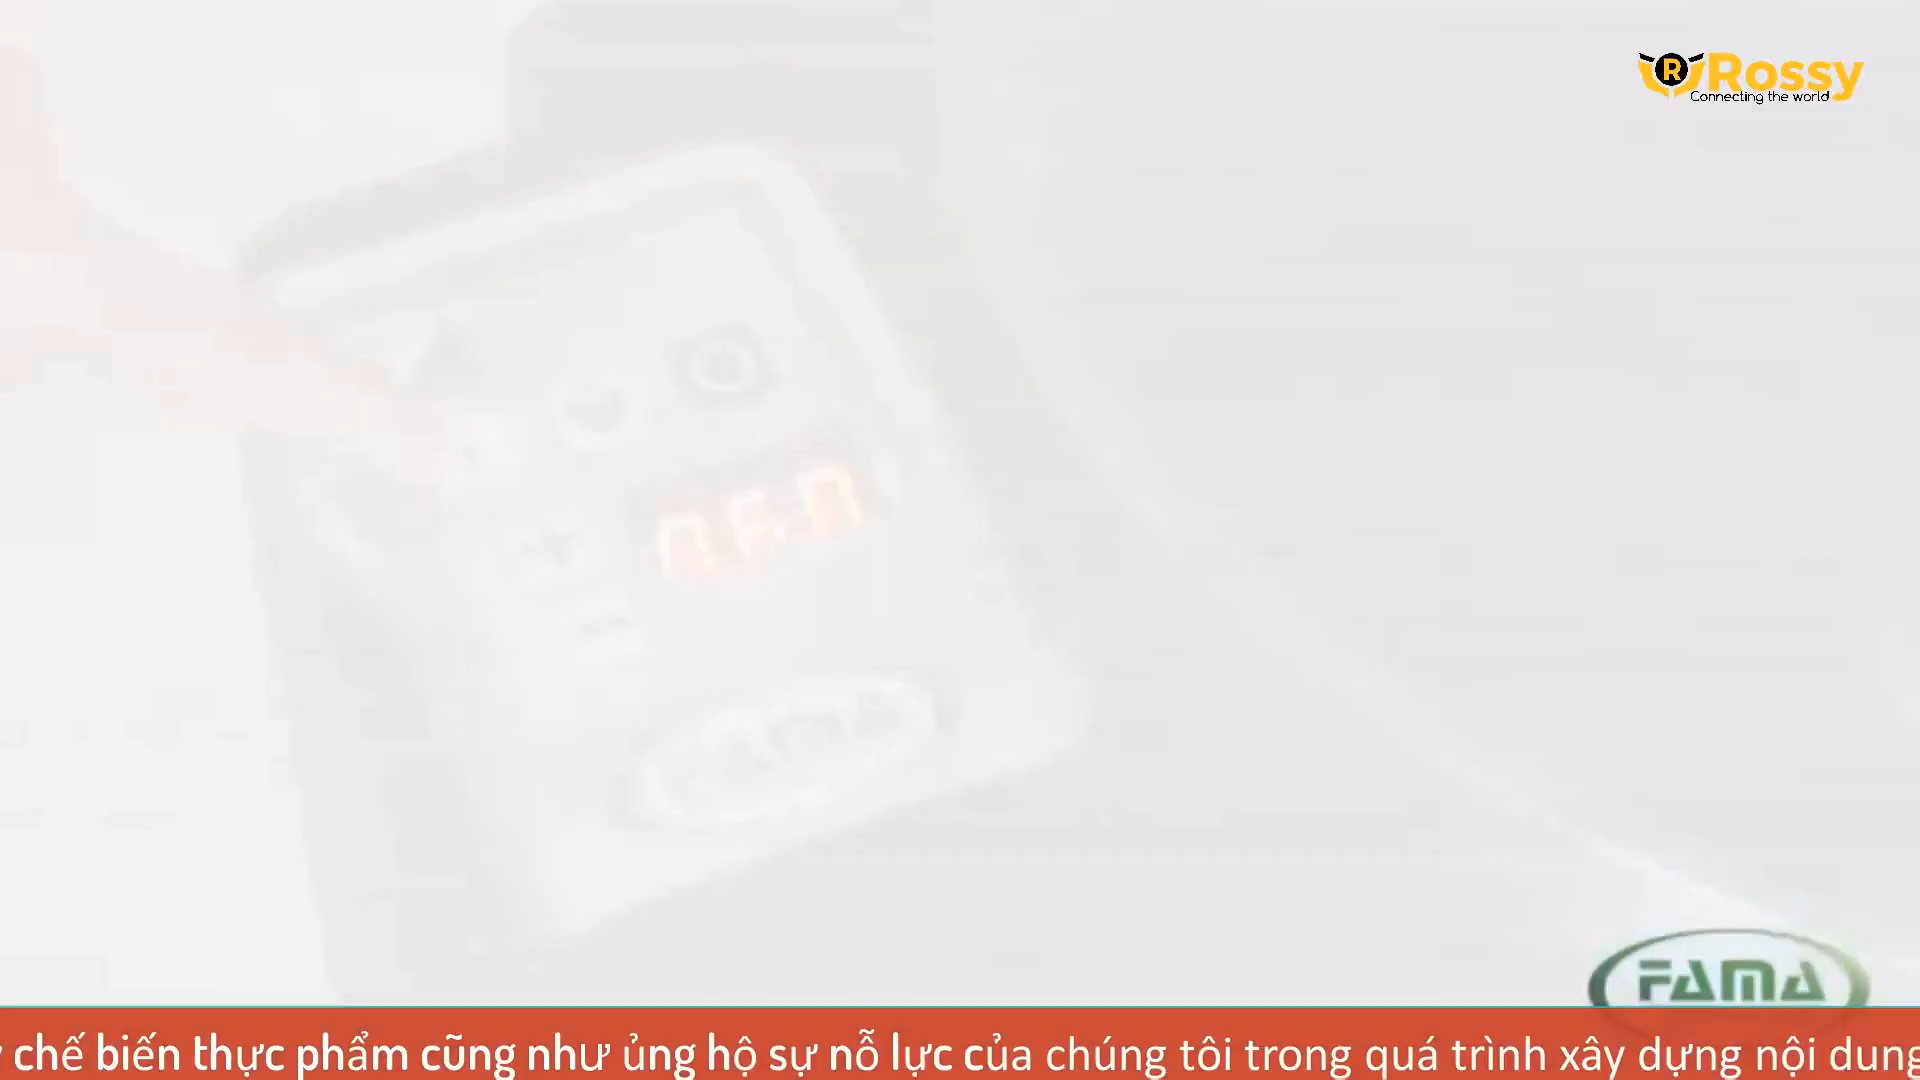 Rossy
Connecting the world
FAMA
chế biến thực phẩm cũng như ủng hộ sự nỗ lực của chúng tôi trong quá trình xây dựng nội dung